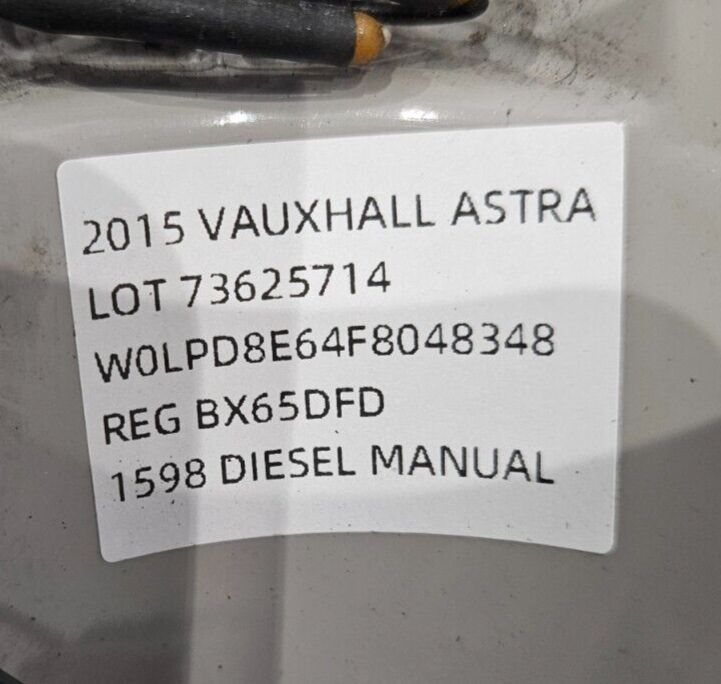 2015 VAUXHALL ASTRA
LOT 73625714
W0LPD8E64F8048348
REG BX65DFD
1598 DIESEL MANUAL